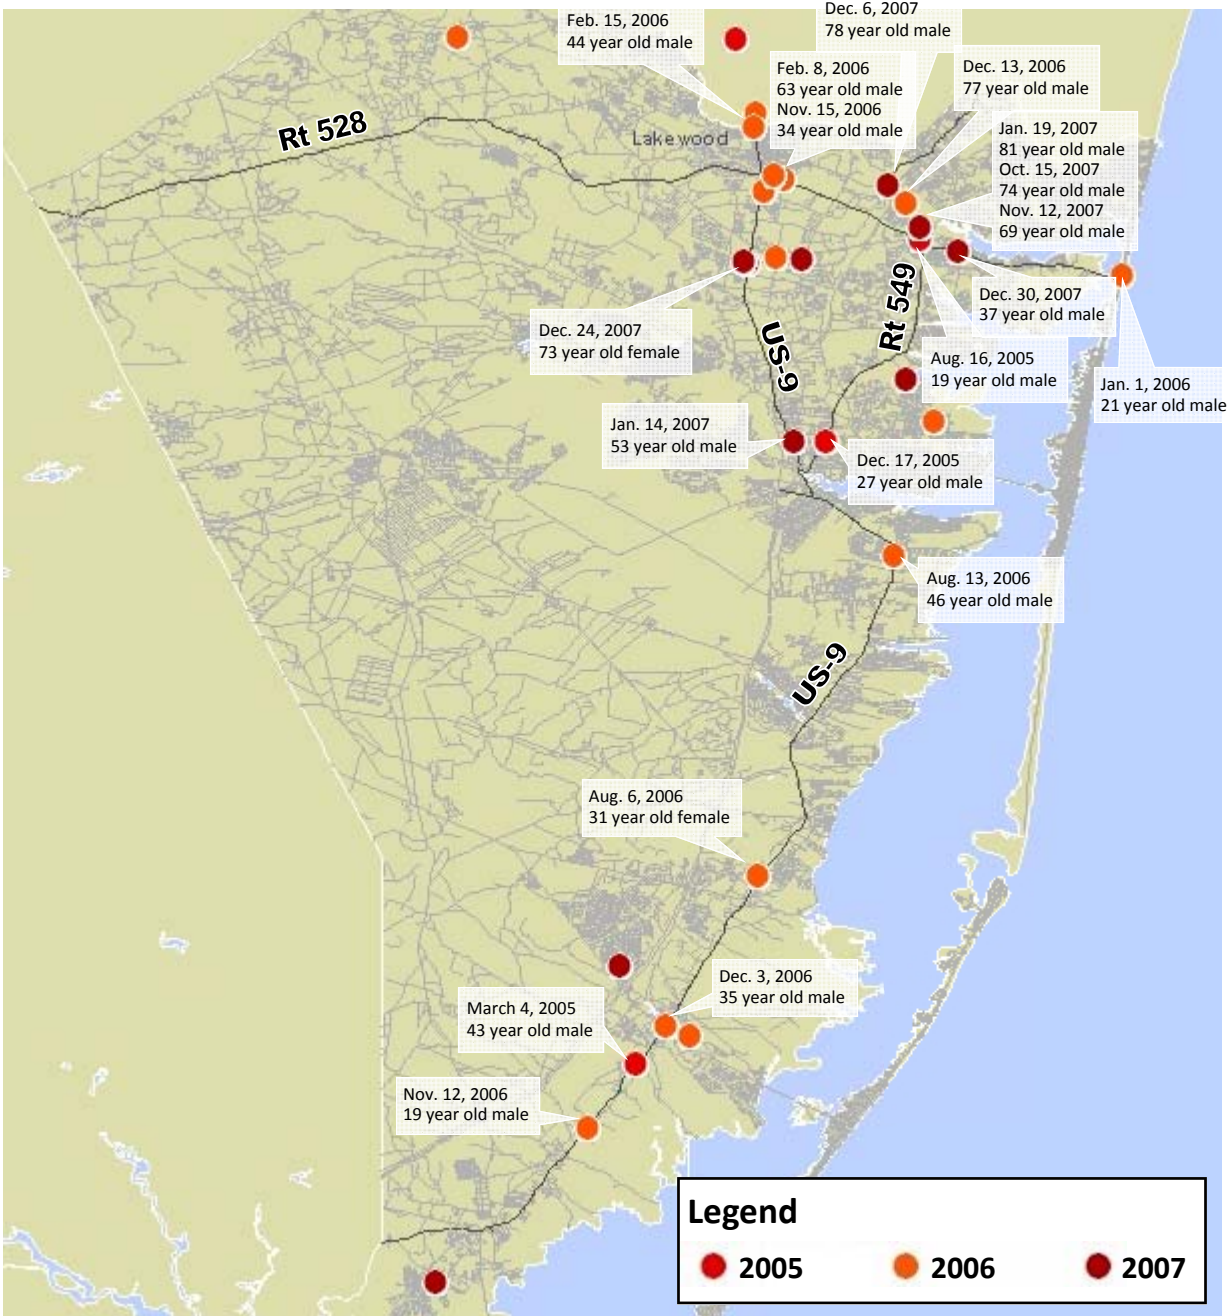 Feb. 15, 2006
44 year old male
Dec. 6, 2007
78 year old male
Feb. 8, 2006
63 year old male
Nov. 15, 2006
34 year old male
Dec. 13, 2006
77 year old male
Jan. 19, 2007
81 year old male
Oct. 15, 2007
74 year old male
Nov. 12, 2007
69 year old male
Rt 528
Lakewood
Rt 549
Dec. 30, 2007
37 year old male
Dec. 24, 2007
73 year old female
US-9
Aug. 16, 2005
19 year old male
Jan. 1, 2006
21 year old male
Jan. 14, 2007
53 year old male
Dec. 17, 2005
27 year old male
Aug. 13, 2006
46 year old male
US-9
Aug. 6, 2006
31 year old female
Dec. 3, 2006
35 year old male
March 4, 2005
43 year old male
Nov. 12, 2006
19 year old male
Legend
2005
2006
2007